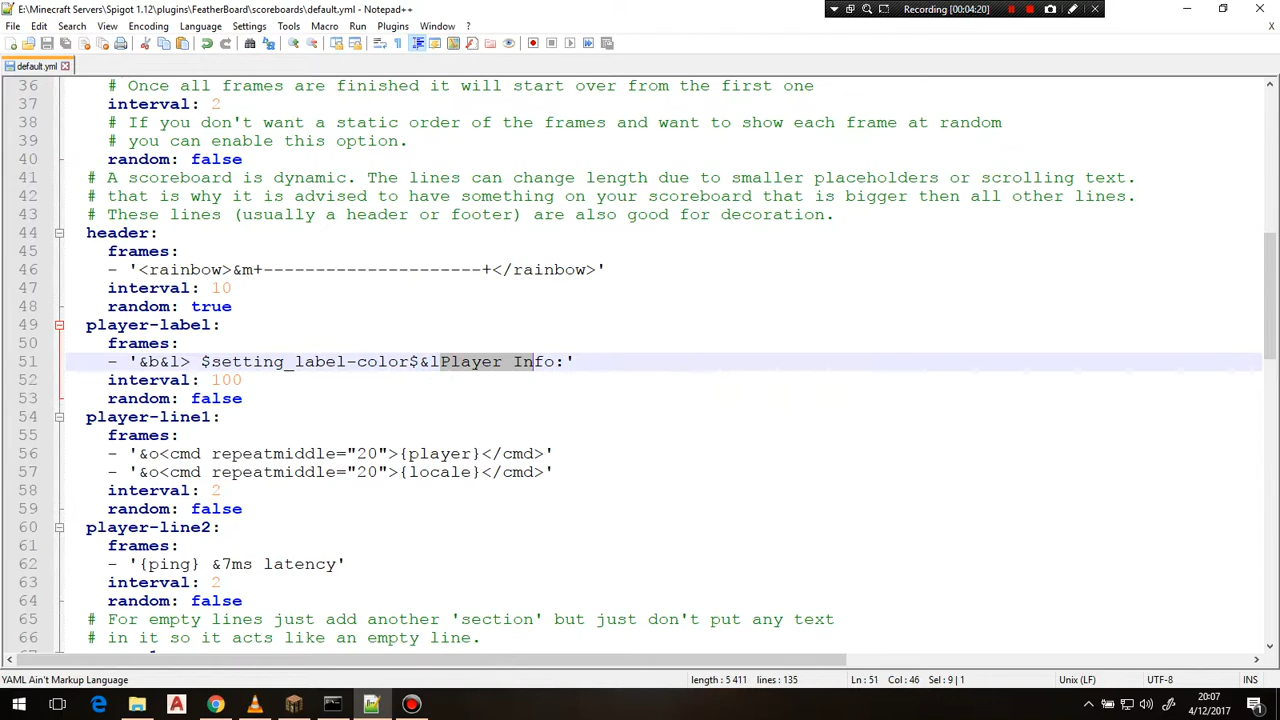 E:\Minecraft Servers\Spigot 1.12\plugins\FeatherBoard\scoreboards\default.yml - Notepad++
Recording [00:04:20]
File Edit Search View Encoding Language Settings Tools Macro Run Plugins Window ?
X
default.yml
36 # Once all frames are finished it will start over from the first one
37 interval: 2
38 # If you don't want a static order of the frames and want to show each frame at random
39 # you can enable this option.
40 random: false
41 # A scoreboard is dynamic. The lines can change length due to smaller placeholders or scrolling text.
42 # that is why it is advised to have something on your scoreboard that is bigger then all other lines.
43 # These lines (usually a header or footer) are also good for decoration.
44 header:
45 frames:
46 - '<rainbow>&m+---------------------+</rainbow>'
47 interval: 10
48 random: true
49 player-label:
50 frames:
51 - '&b&l> $setting_label-color$&lPlayer Info:'
52 interval: 100
53 random: false
54 player-line1:
55 frames:
56 - '&o<cmd repeatmiddle="20">{player}</cmd>'
57 - '&o<cmd repeatmiddle="20">{locale}</cmd>'
58 interval: 2
59 random: false
60 player-line2:
61 frames:
62 - '{ping} &7ms latency'
63 interval: 2
64 random: false
65 # For empty lines just add another 'section' but just don't put any text
66 # in it so it acts like an empty line.
YAML Ain't Markup Language length : 5 411 lines : 135 Ln : 51 Col : 46 Sel : 9 | 1 Unix (LF) UTF-8 INS
20:07
4/12/2017